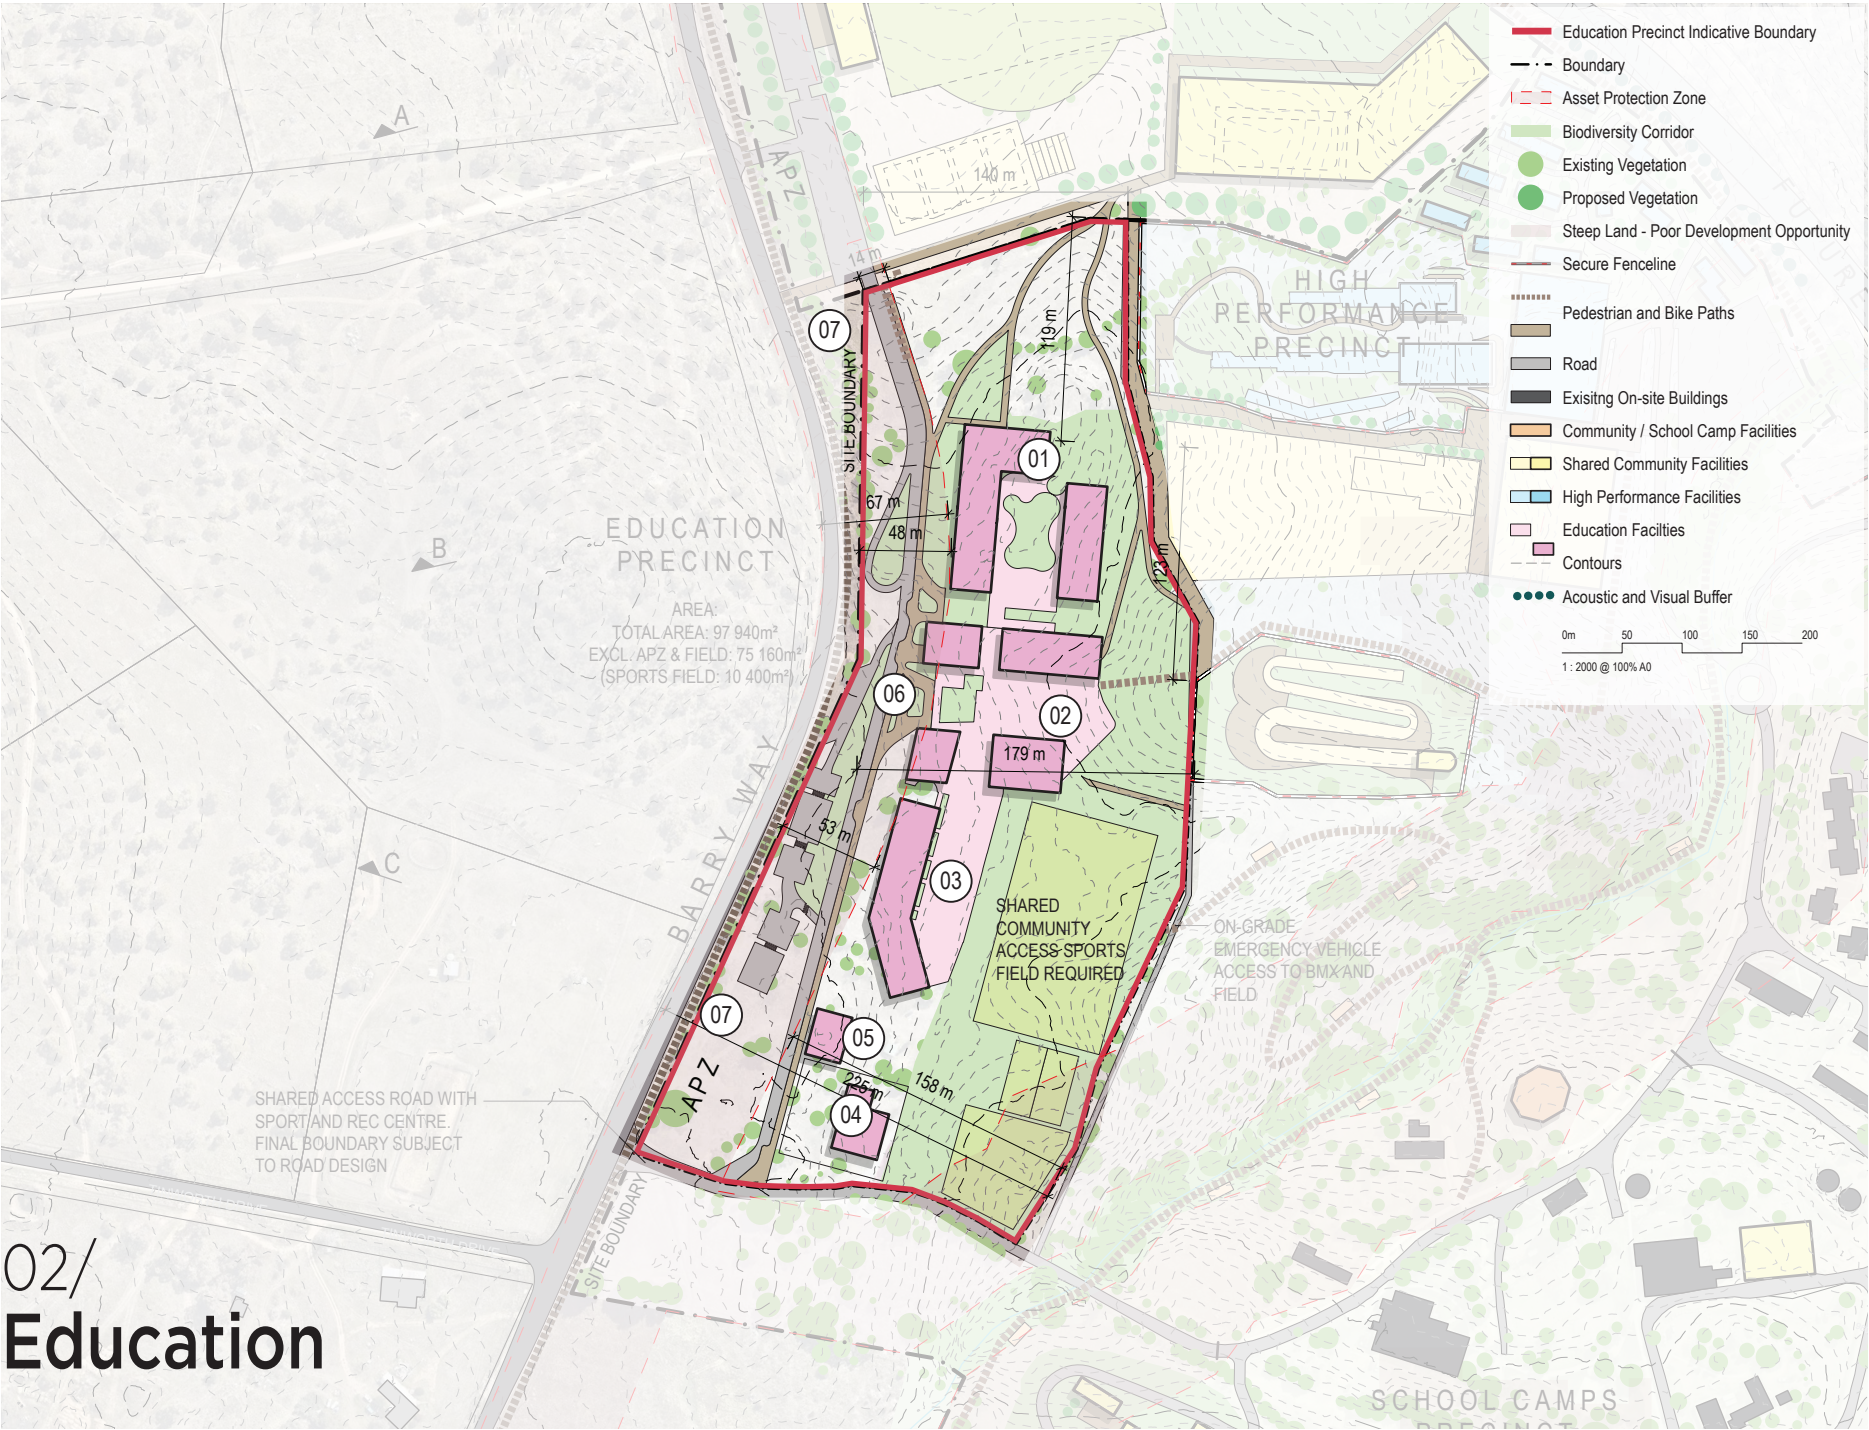 Education Precinct Indicative Boundary
Boundary
Asset Protection Zone
Biodiversity Corridor
Existing Vegetation
Proposed Vegetation
Steep Land - Poor Development Opportunity
Secure Fenceline
Pedestrian and Bike Paths
Road
Exisitng On-site Buildings
Community / School Camp Facilities
Shared Community Facilities
High Performance Facilities
Education Facilties
Contours
Acoustic and Visual Buffer
0m 50 100 150 200
1 : 2000 @ 100% A0
A
APZ
140 m
14 m
HIGH
PERFORMANCE
PRECINCT
07
119 m
SITE BOUNDARY
01
67 m
48 m
EDUCATION
PRECINCT
B
123 m
AREA:
TOTAL AREA: 97 940m²
EXCL. APZ & FIELD: 75 160m²
(SPORTS FIELD: 10 400m²)
06
02
179 m
BARRY WAY
53 m
C
03
SHARED
COMMUNITY
ACCESS SPORTS
FIELD REQUIRED
ON-GRADE
EMERGENCY VEHICLE
ACCESS TO BMX AND
FIELD
07
05
APZ
225 m
158 m
04
SHARED ACCESS ROAD WITH
SPORT AND REC CENTRE.
FINAL BOUNDARY SUBJECT
TO ROAD DESIGN
SITE BOUNDARY
02/
Education
SCHOOL CAMPS
PRECINCT